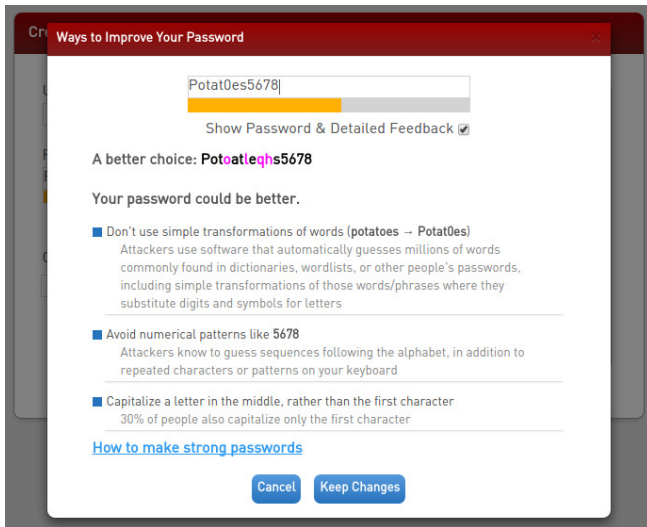 Cre
Ways to Improve Your Password ×
Potat0es5678
Show Password & Detailed Feedback
A better choice: Potoatleqhs5678
Your password could be better.
Don't use simple transformations of words (potatoes → Potat0es)
Attackers use software that automatically guesses millions of words
commonly found in dictionaries, wordlists, or other people's passwords,
including simple transformations of those words/phrases where they
substitute digits and symbols for letters
Avoid numerical patterns like 5678
Attackers know to guess sequences following the alphabet, in addition to
repeated characters or patterns on your keyboard
Capitalize a letter in the middle, rather than the first character
30% of people also capitalize only the first character
How to make strong passwords
Cancel Keep Changes